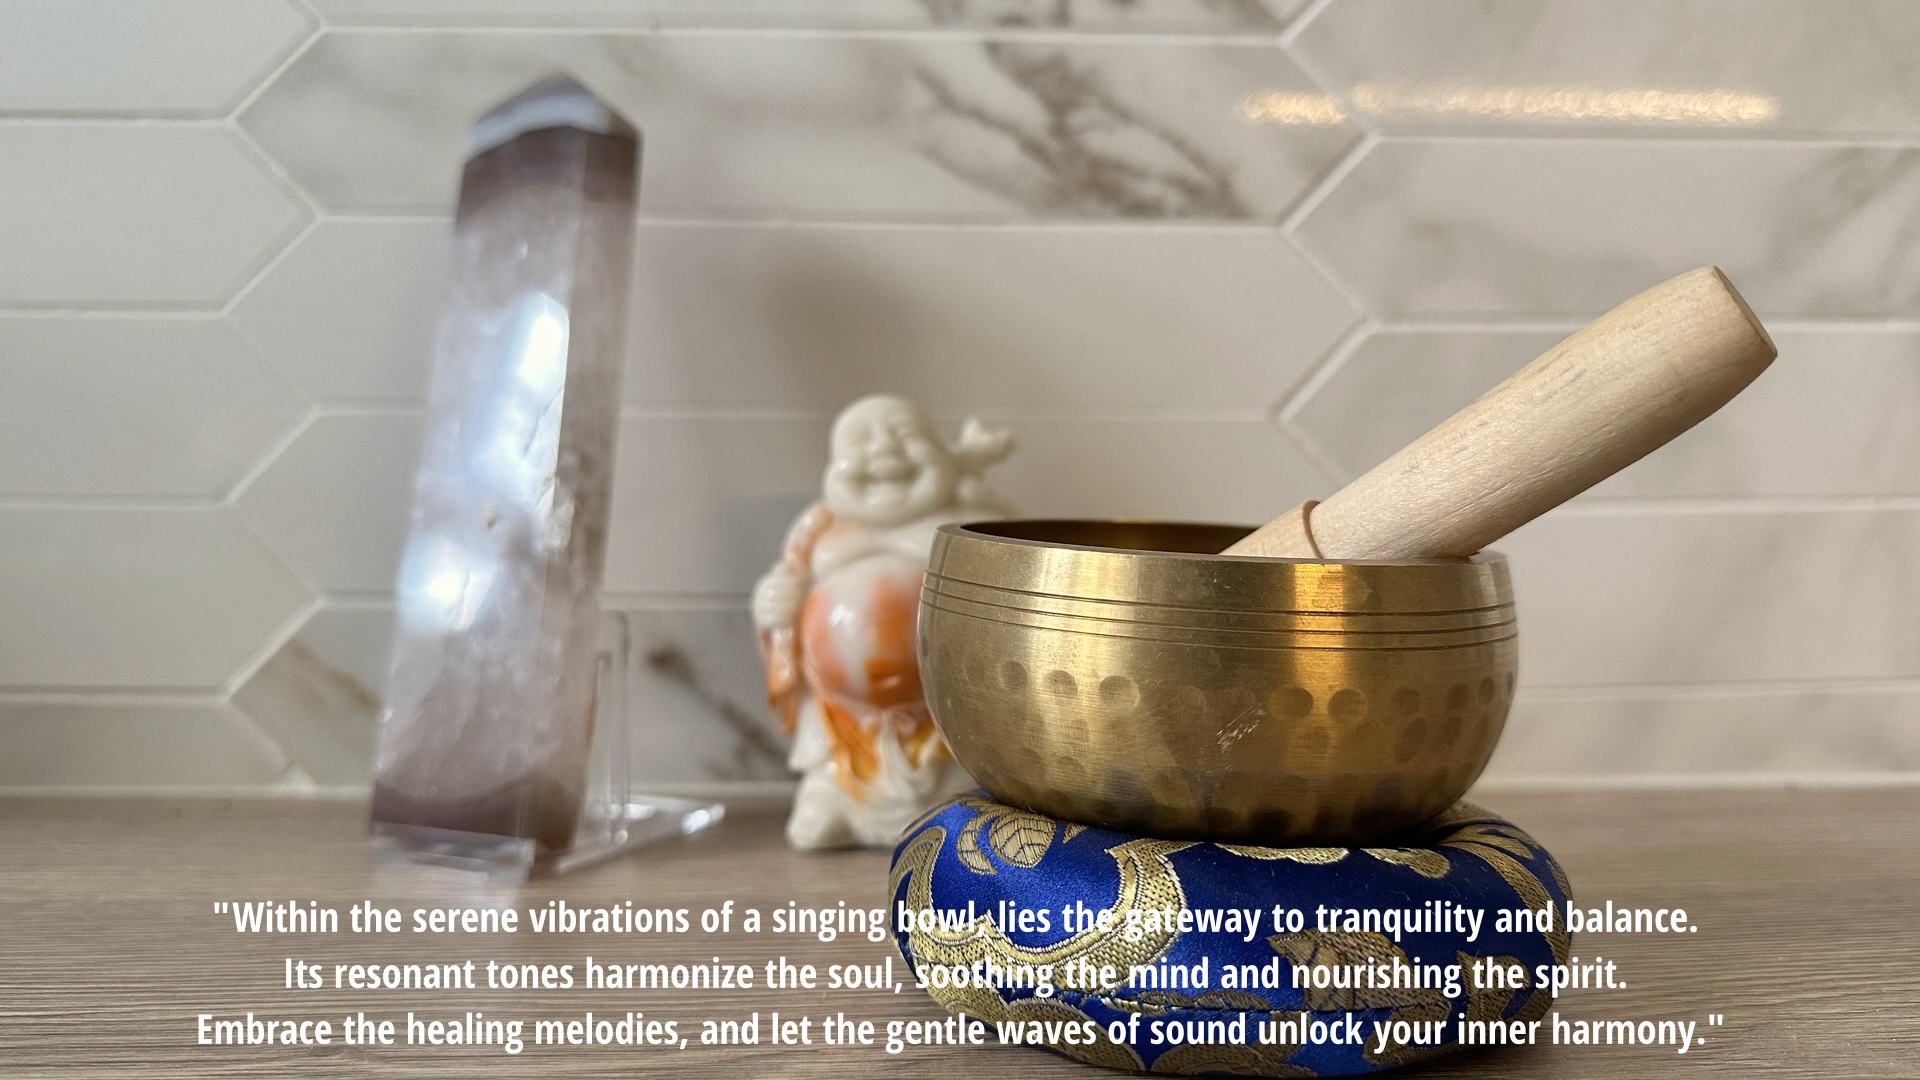 "Within the serene vibrations of a singing bowl, lies the gateway to tranquility and balance.
Its resonant tones harmonize the soul, soothing the mind and nourishing the spirit.
Embrace the healing melodies, and let the gentle waves of sound unlock your inner harmony."